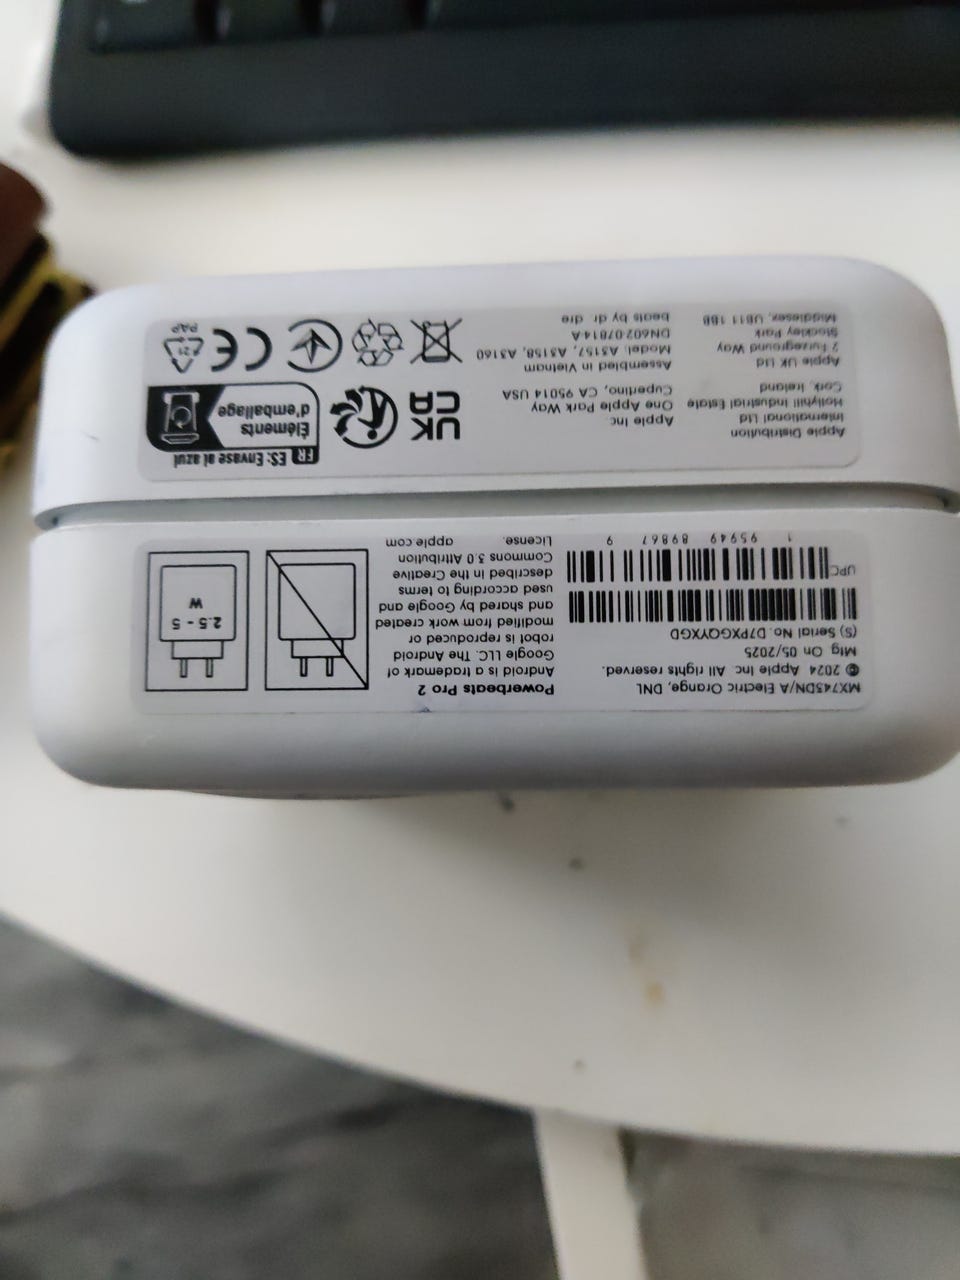 MX743DN/A Electric Orange, DNL
© 2024 Apple Inc. All rights reserved.
Mfg On 05/2025
(S) Serial No. D7PXGQYXGD
UPC
1 95949 89867 9
Powerbeats Pro 2
Android is a trademark of
Google LLC. The Android
robot is reproduced or
modified from work created
and shared by Google and
used according to terms
described in the Creative
Commons 3.0 Attribution
License. apple.com
2.5 - 5
W
Apple Distribution
International Ltd
Hollyhill Industrial Estate
Cork, Ireland
Apple UK Ltd
2 Furzeground Way
Stockley Park
Middlesex, UB11 1BB
Apple Inc
One Apple Park Way
Cupertino, CA 95014 USA
Assembled in Vietnam
Model: A3157, A3158, A3160
DN602-07814-A
beats by dr dre
UK
CA
FR
ES: Envase al azul
Éléments
d'emballage
CE
21
PAP